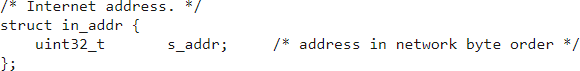 /* Internet address. */
struct in_addr {
    uint32_t       s_addr;     /* address in network byte order */
};